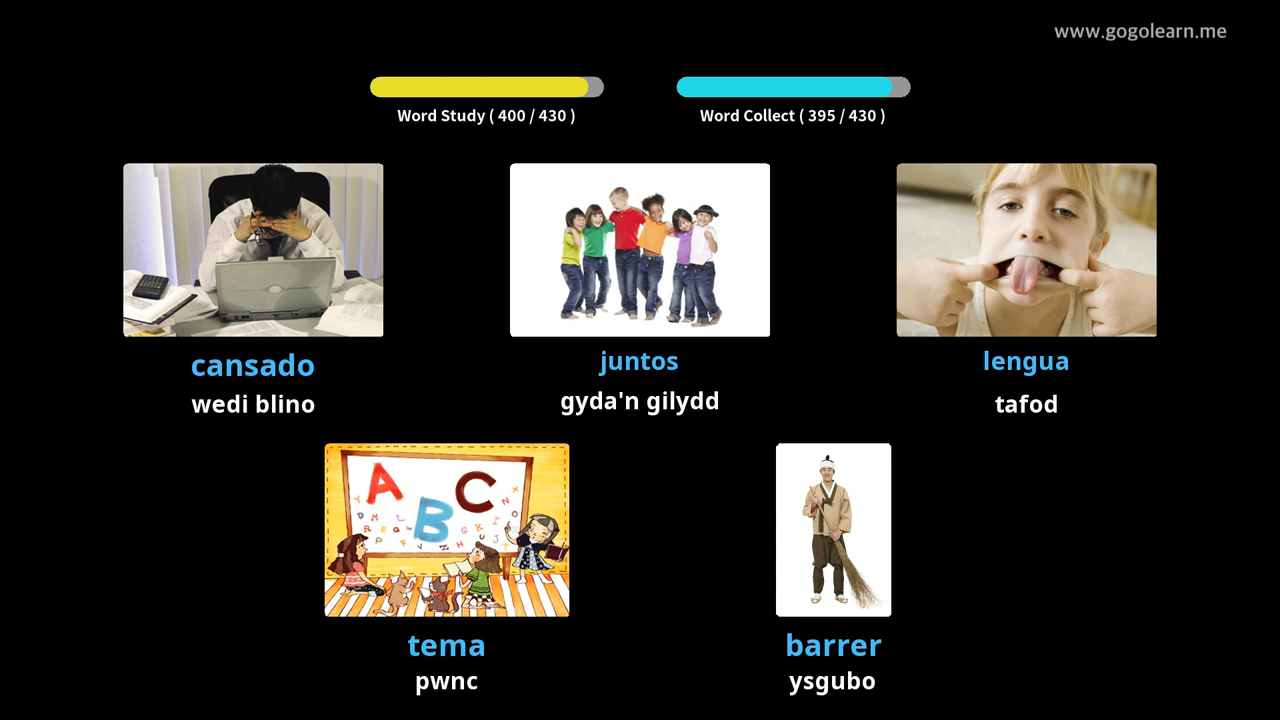 www.gogolearn.me
Word Study ( 400 / 430 )
Word Collect ( 395 / 430 )
cansado
wedi blino
juntos
gyda'n gilydd
lengua
tafod
A B C
tema
pwnc
barrer
ysgubo